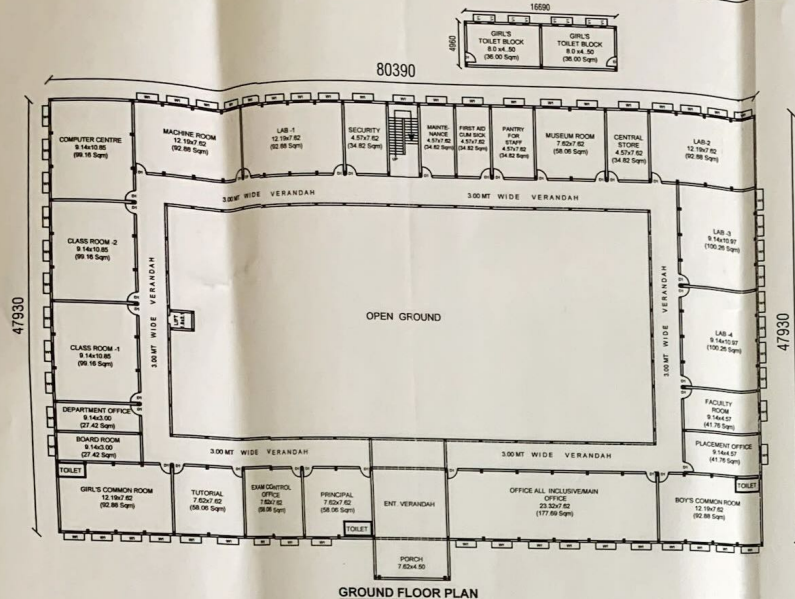 16690
4960
GIRL'S
TOILET BLOCK
8.0 x4..50
(36.00 Sqm)
GIRL'S
TOILET BLOCK
8.0 x4..50
(36.00 Sqm)
80390
47930
47930
COMPUTER CENTRE
9.14x10.85
(99.16 Sqm)
MACHINE ROOM
12.19x7.62
(92.88 Sqm)
LAB -1
12.19x7.62
(92.88 Sqm)
SECURITY
4.57x7.62
(34.82 Sqm)
MAINTE-
NANCE
4.57x7.62
(34.82 Sqm)
FIRST AID
CUM SICK
4.57x7.62
(34.82 Sqm)
PANTRY
FOR
STAFF
4.57x7.62
(34.82 Sqm)
MUSEUM ROOM
7.62x7.62
(58.06 Sqm)
CENTRAL
STORE
4.57x7.62
(34.82 Sqm)
LAB-2
12.19x7.62
(92.88 Sqm)
3.00 MT WIDE VERANDAH
3.00 MT WIDE VERANDAH
CLASS ROOM -2
9.14x10.85
(99.16 Sqm)
3.00 MT WIDE VERANDAH
LIFT
OPEN GROUND
3.00 MT WIDE VERANDAH
LAB -3
9.14x10.97
(100.26 Sqm)
CLASS ROOM -1
9.14x10.85
(99.16 Sqm)
LAB -4
9.14x10.97
(100.26 Sqm)
DEPARTMENT OFFICE
9.14x3.00
(27.42 Sqm)
FACUILTY
ROOM
9.14x4.57
(41.76 Sqm)
BOARD ROOM
9.14x3.00
(27.42 Sqm)
PLACEMENT OFFICE
9.14x4.57
(41.76 Sqm)
3.00 MT WIDE VERANDAH
3.00 MT WIDE VERANDAH
TOILET
GIRL'S COMMON ROOM
12.19x7.62
(92.88 Sqm)
TUTORIAL
7.62x7.62
(58.06 Sqm)
EXAM CONTROL
OFFICE
7.62x7.62
(58.06 Sqm)
PRINCIPAL
7.62x7.62
(58.06 Sqm)
TOILET
ENT. VERANDAH
OFFICE ALL INCLUSIVE/MAIN
OFFICE
23.32x7.62
(177.69 Sqm)
TOILET
BOY'S COMMON ROOM
12.19x7.62
(92.88 Sqm)
PORCH
7.62x4.50
GROUND FLOOR PLAN